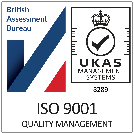 British
Assessment
Bureau
UKAS
MANAGEMENT
SYSTEMS
8289
ISO 9001
QUALITY MANAGEMENT